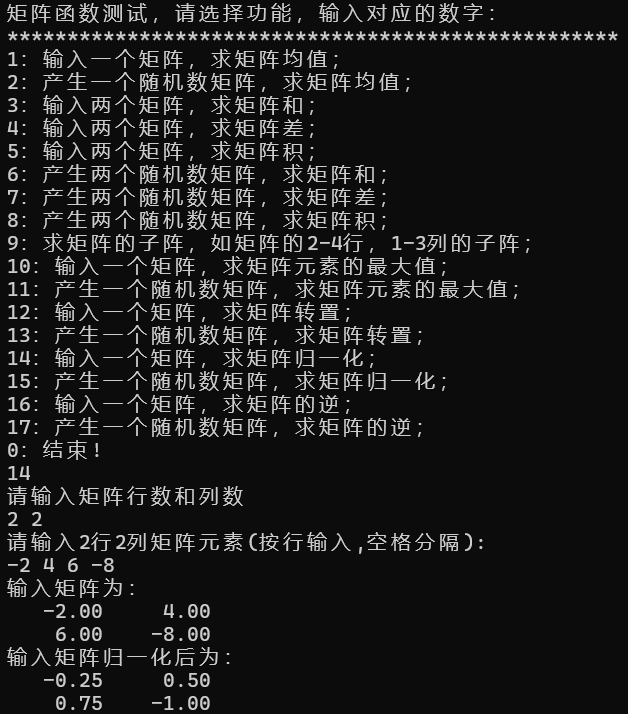 矩阵函数测试，请选择功能，输入对应的数字：
***************************************************
1：输入一个矩阵，求矩阵均值；
2：产生一个随机数矩阵，求矩阵均值；
3：输入两个矩阵，求矩阵和；
4：输入两个矩阵，求矩阵差；
5：输入两个矩阵，求矩阵积；
6：产生两个随机数矩阵，求矩阵和；
7：产生两个随机数矩阵，求矩阵差；
8：产生两个随机数矩阵，求矩阵积；
9：求矩阵的子阵，如矩阵的2-4行，1-3列的子阵；
10：输入一个矩阵，求矩阵元素的最大值；
11：产生一个随机数矩阵，求矩阵元素的最大值；
12：输入一个矩阵，求矩阵转置；
13：产生一个随机数矩阵，求矩阵转置；
14：输入一个矩阵，求矩阵归一化；
15：产生一个随机数矩阵，求矩阵归一化；
16：输入一个矩阵，求矩阵的逆；
17：产生一个随机数矩阵，求矩阵的逆；
0：结束！
14
请输入矩阵行数和列数
2 2
请输入2行2列矩阵元素(按行输入,空格分隔)：
-2 4 6 -8
输入矩阵为：
-2.00 4.00
6.00 -8.00
输入矩阵归一化后为：
-0.25 0.50
0.75 -1.00